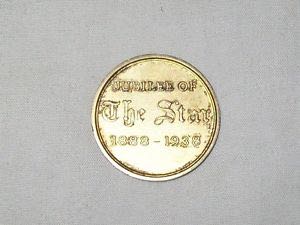 JUBILEE OF
The Star
1888 - 1938